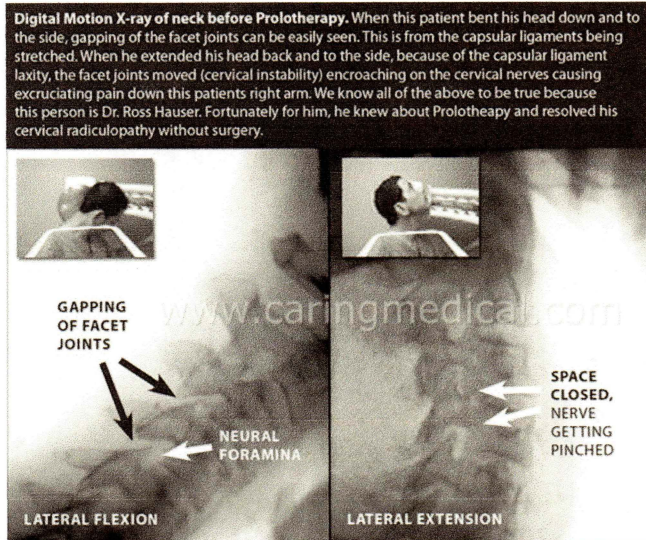 Digital Motion X-ray of neck before Prolotherapy. When this patient bent his head down and to
the side, gapping of the facet joints can be easily seen. This is from the capsular ligaments being
stretched. When he extended his head back and to the side, because of the capsular ligament
laxity, the facet joints moved (cervical instability) encroaching on the cervical nerves causing
excruciating pain down this patients right arm. We know all of the above to be true because
this person is Dr. Ross Hauser. Fortunately for him, he knew about Prolotheapy and resolved his
cervical radiculopathy without surgery.
www.caringmedical.com
GAPPING
OF FACET
JOINTS
NEURAL
FORAMINA
LATERAL FLEXION
SPACE
CLOSED,
NERVE
GETTING
PINCHED
LATERAL EXTENSION